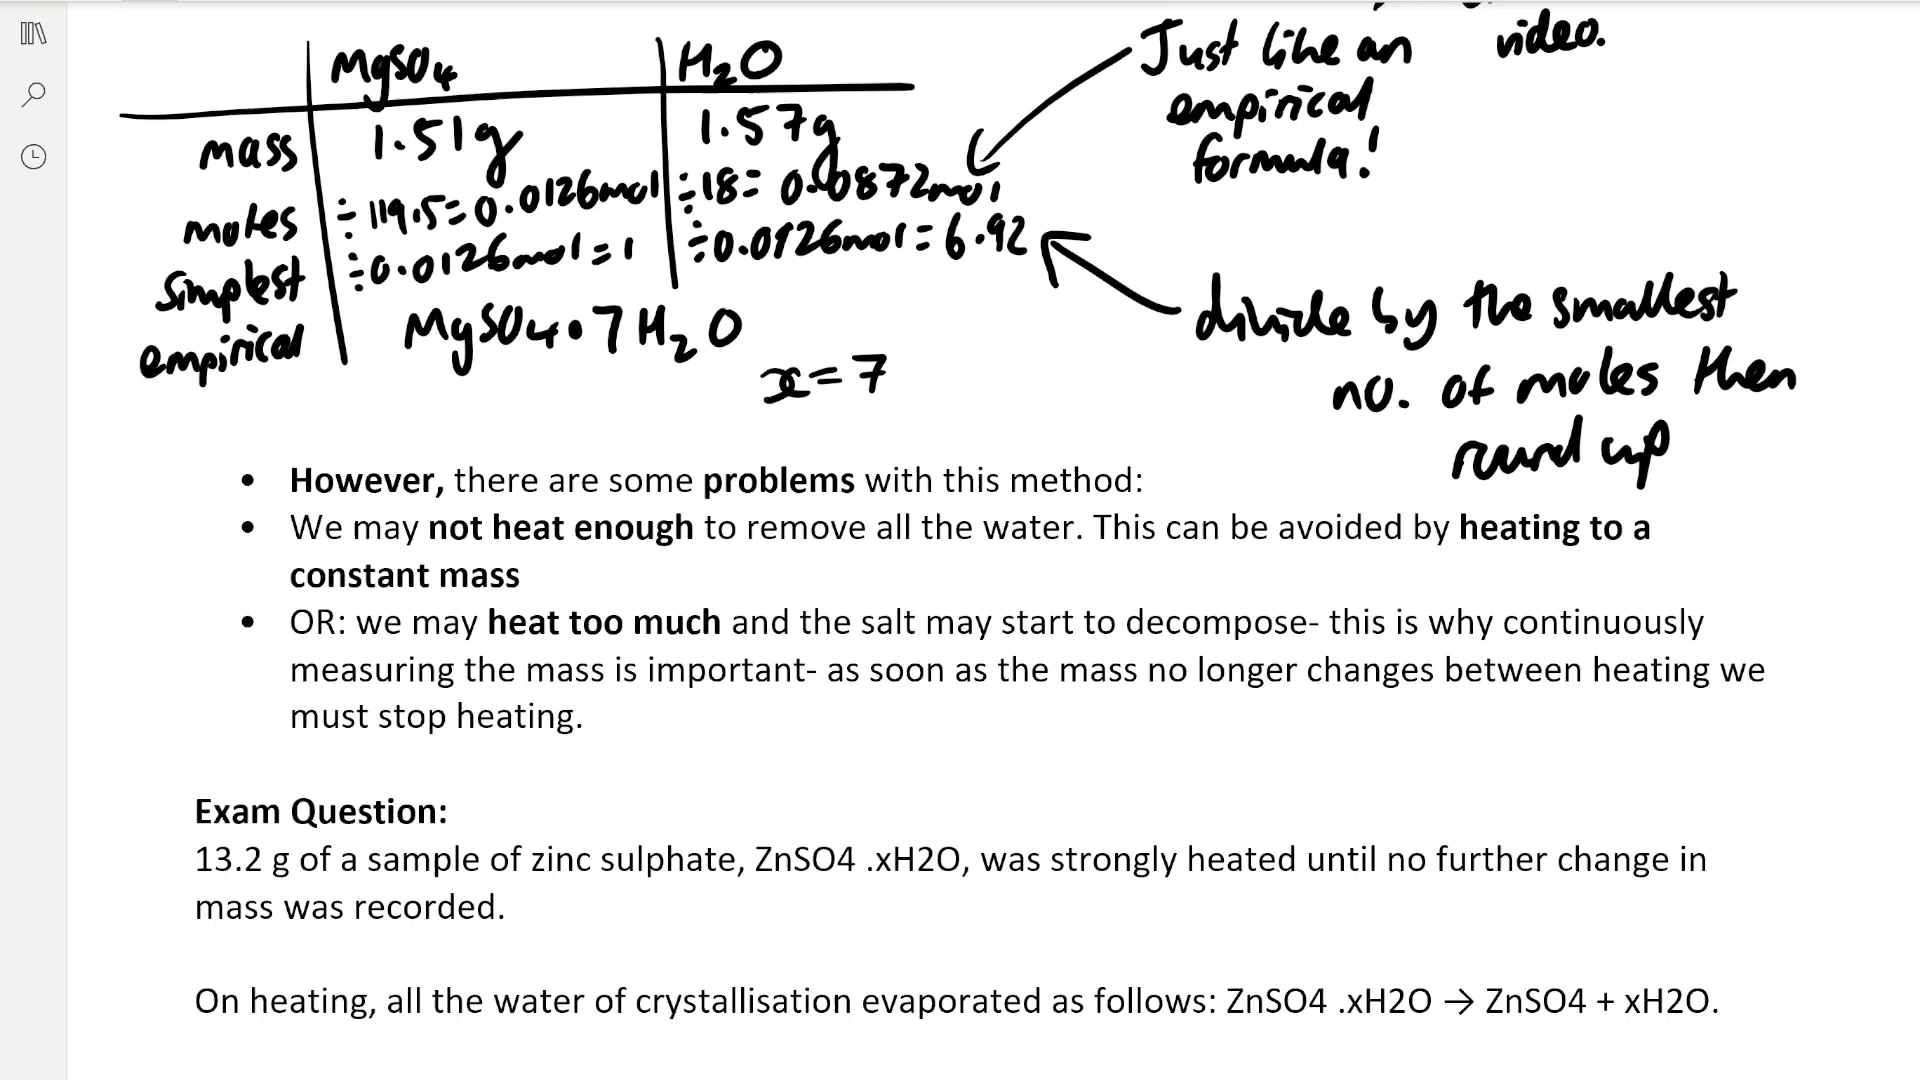 MgSO4 H2O
Just like an video.
empirical
formula!
mass 1.51g 1.57g
moles ÷119.5=0.0126mol ÷18= 0.0872mol
simplest ÷0.0126mol=1 ÷0.0126mol=6.92
empirical MgSO4•7H2O
x=7
divide by the smallest
no. of moles then
round up
• However, there are some problems with this method:
• We may not heat enough to remove all the water. This can be avoided by heating to a
constant mass
• OR: we may heat too much and the salt may start to decompose- this is why continuously
measuring the mass is important- as soon as the mass no longer changes between heating we
must stop heating.
Exam Question:
13.2 g of a sample of zinc sulphate, ZnSO4 .xH2O, was strongly heated until no further change in
mass was recorded.
On heating, all the water of crystallisation evaporated as follows: ZnSO4 .xH2O → ZnSO4 + xH2O.